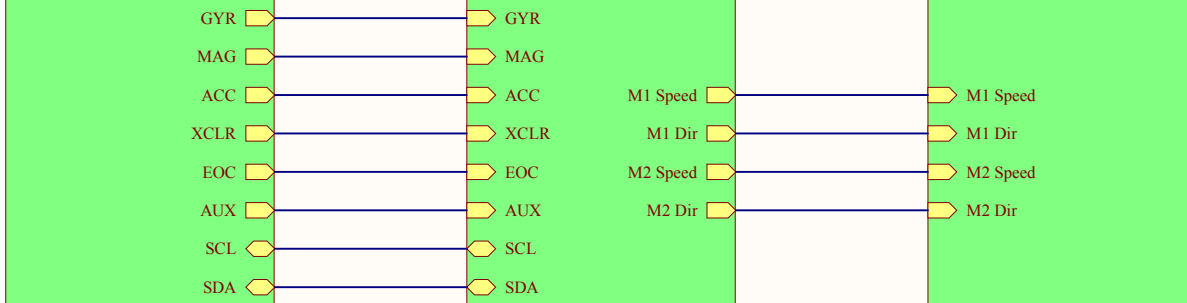 GYR GYR
MAG MAG
ACC ACC M1 Speed M1 Speed
XCLR XCLR M1 Dir M1 Dir
EOC EOC M2 Speed M2 Speed
AUX AUX M2 Dir M2 Dir
SCL SCL
SDA SDA